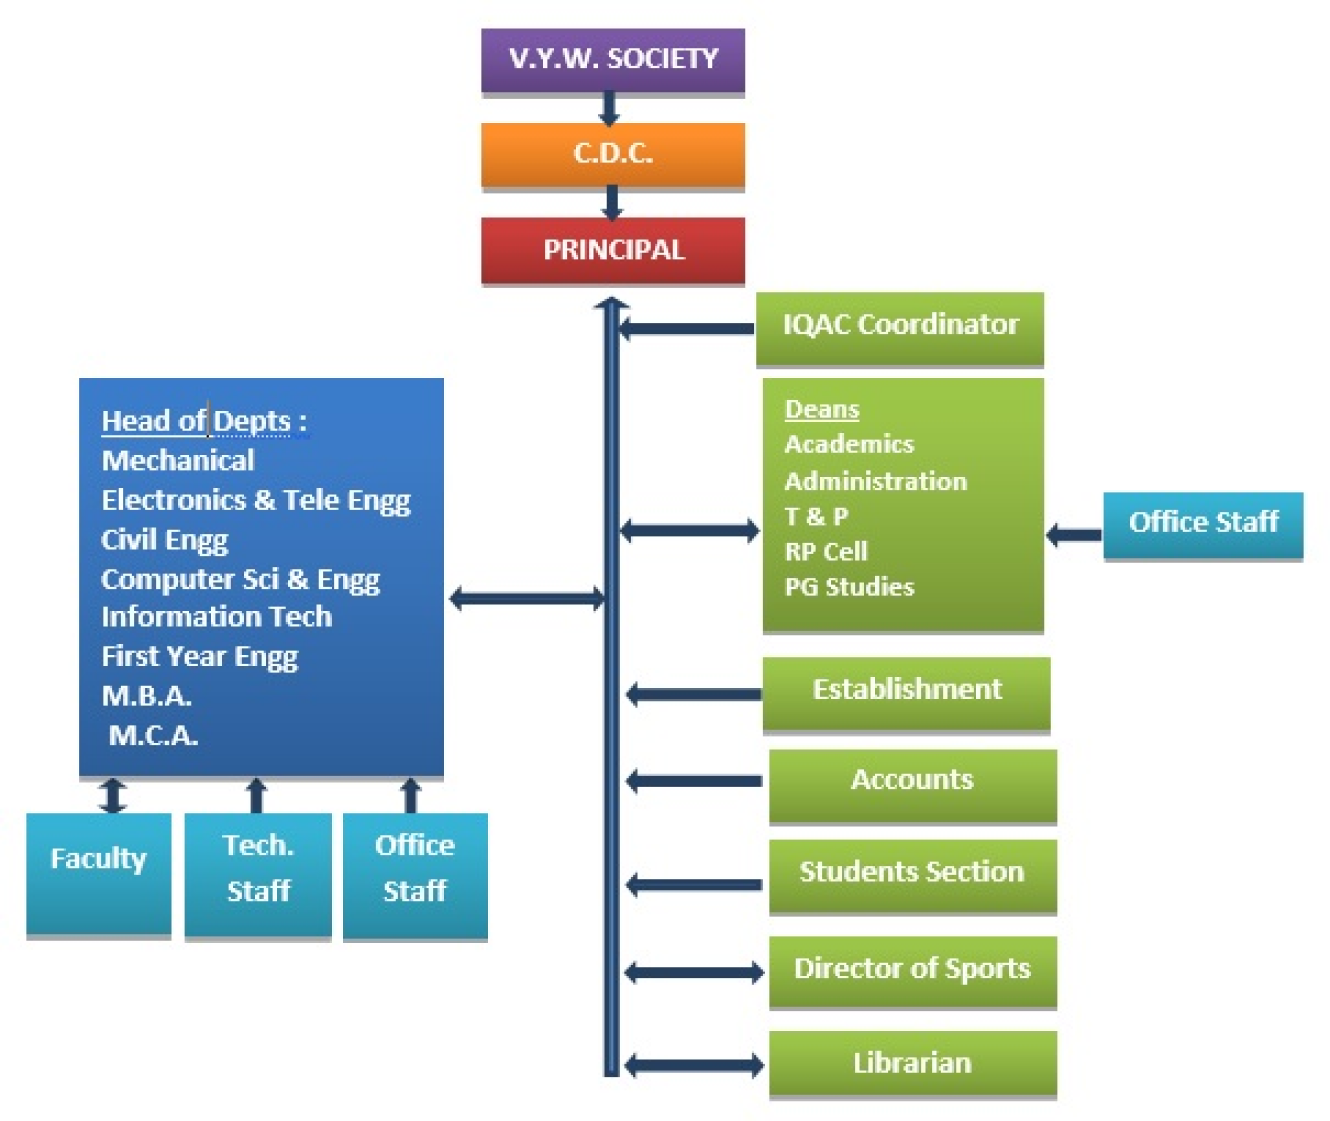 V.Y.W. SOCIETY
C.D.C.
PRINCIPAL
IQAC Coordinator
Head of Depts :
Mechanical
Electronics & Tele Engg
Civil Engg
Computer Sci & Engg
Information Tech
First Year Engg
M.B.A.
M.C.A.
Deans
Academics
Administration
T & P
RP Cell
PG Studies
Office Staff
Establishment
Accounts
Students Section
Director of Sports
Librarian
Faculty
Tech.
Staff
Office
Staff